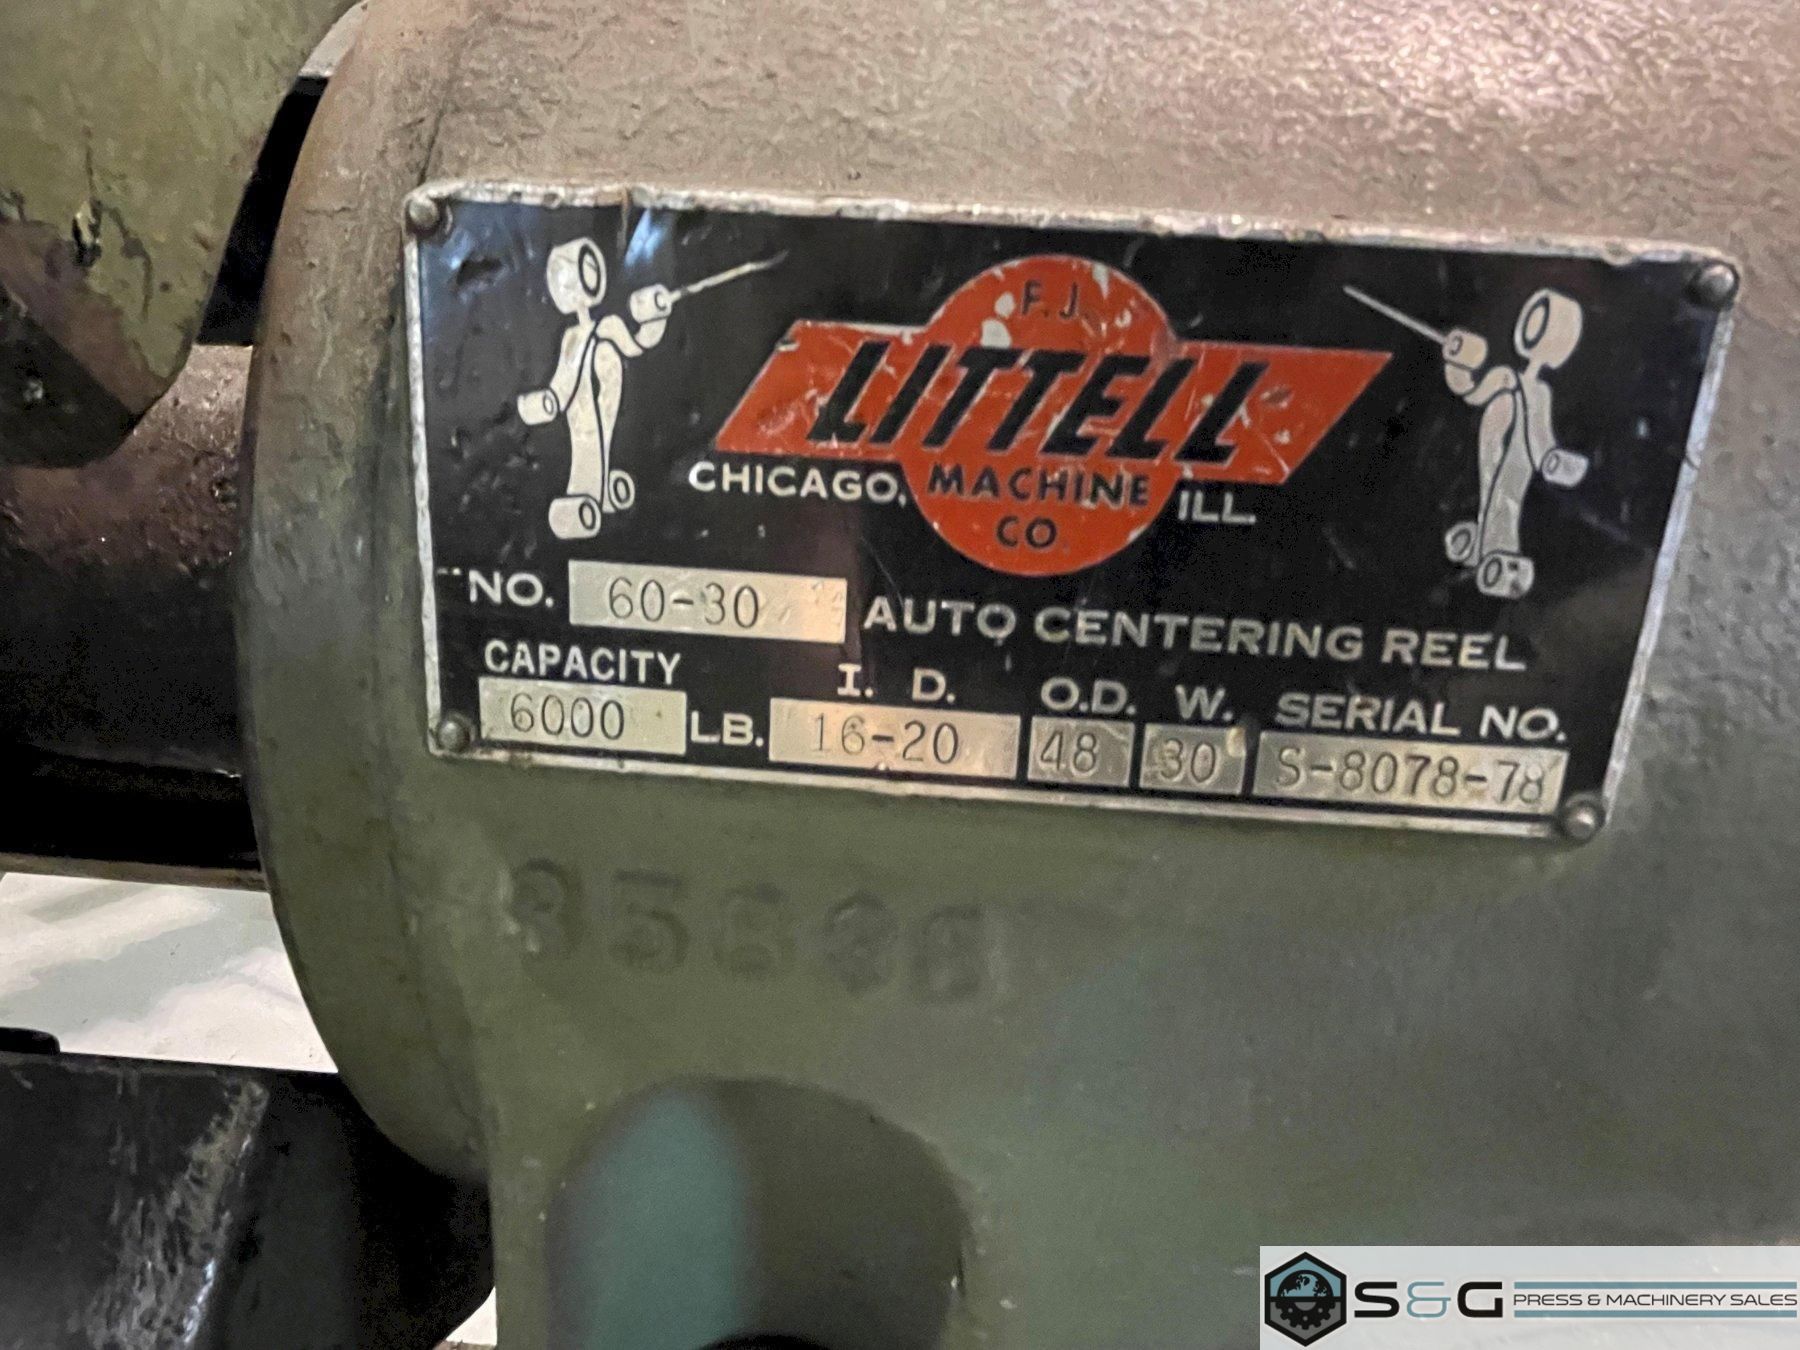 F.J.
LITTELL
CHICAGO, MACHINE ILL.
CO.
NO. 60-30 AUTO CENTERING REEL
CAPACITY I. D. O.D. W. SERIAL NO.
6000 LB. 16-20 48 30 S-8078-78
S&G PRESS & MACHINERY SALES